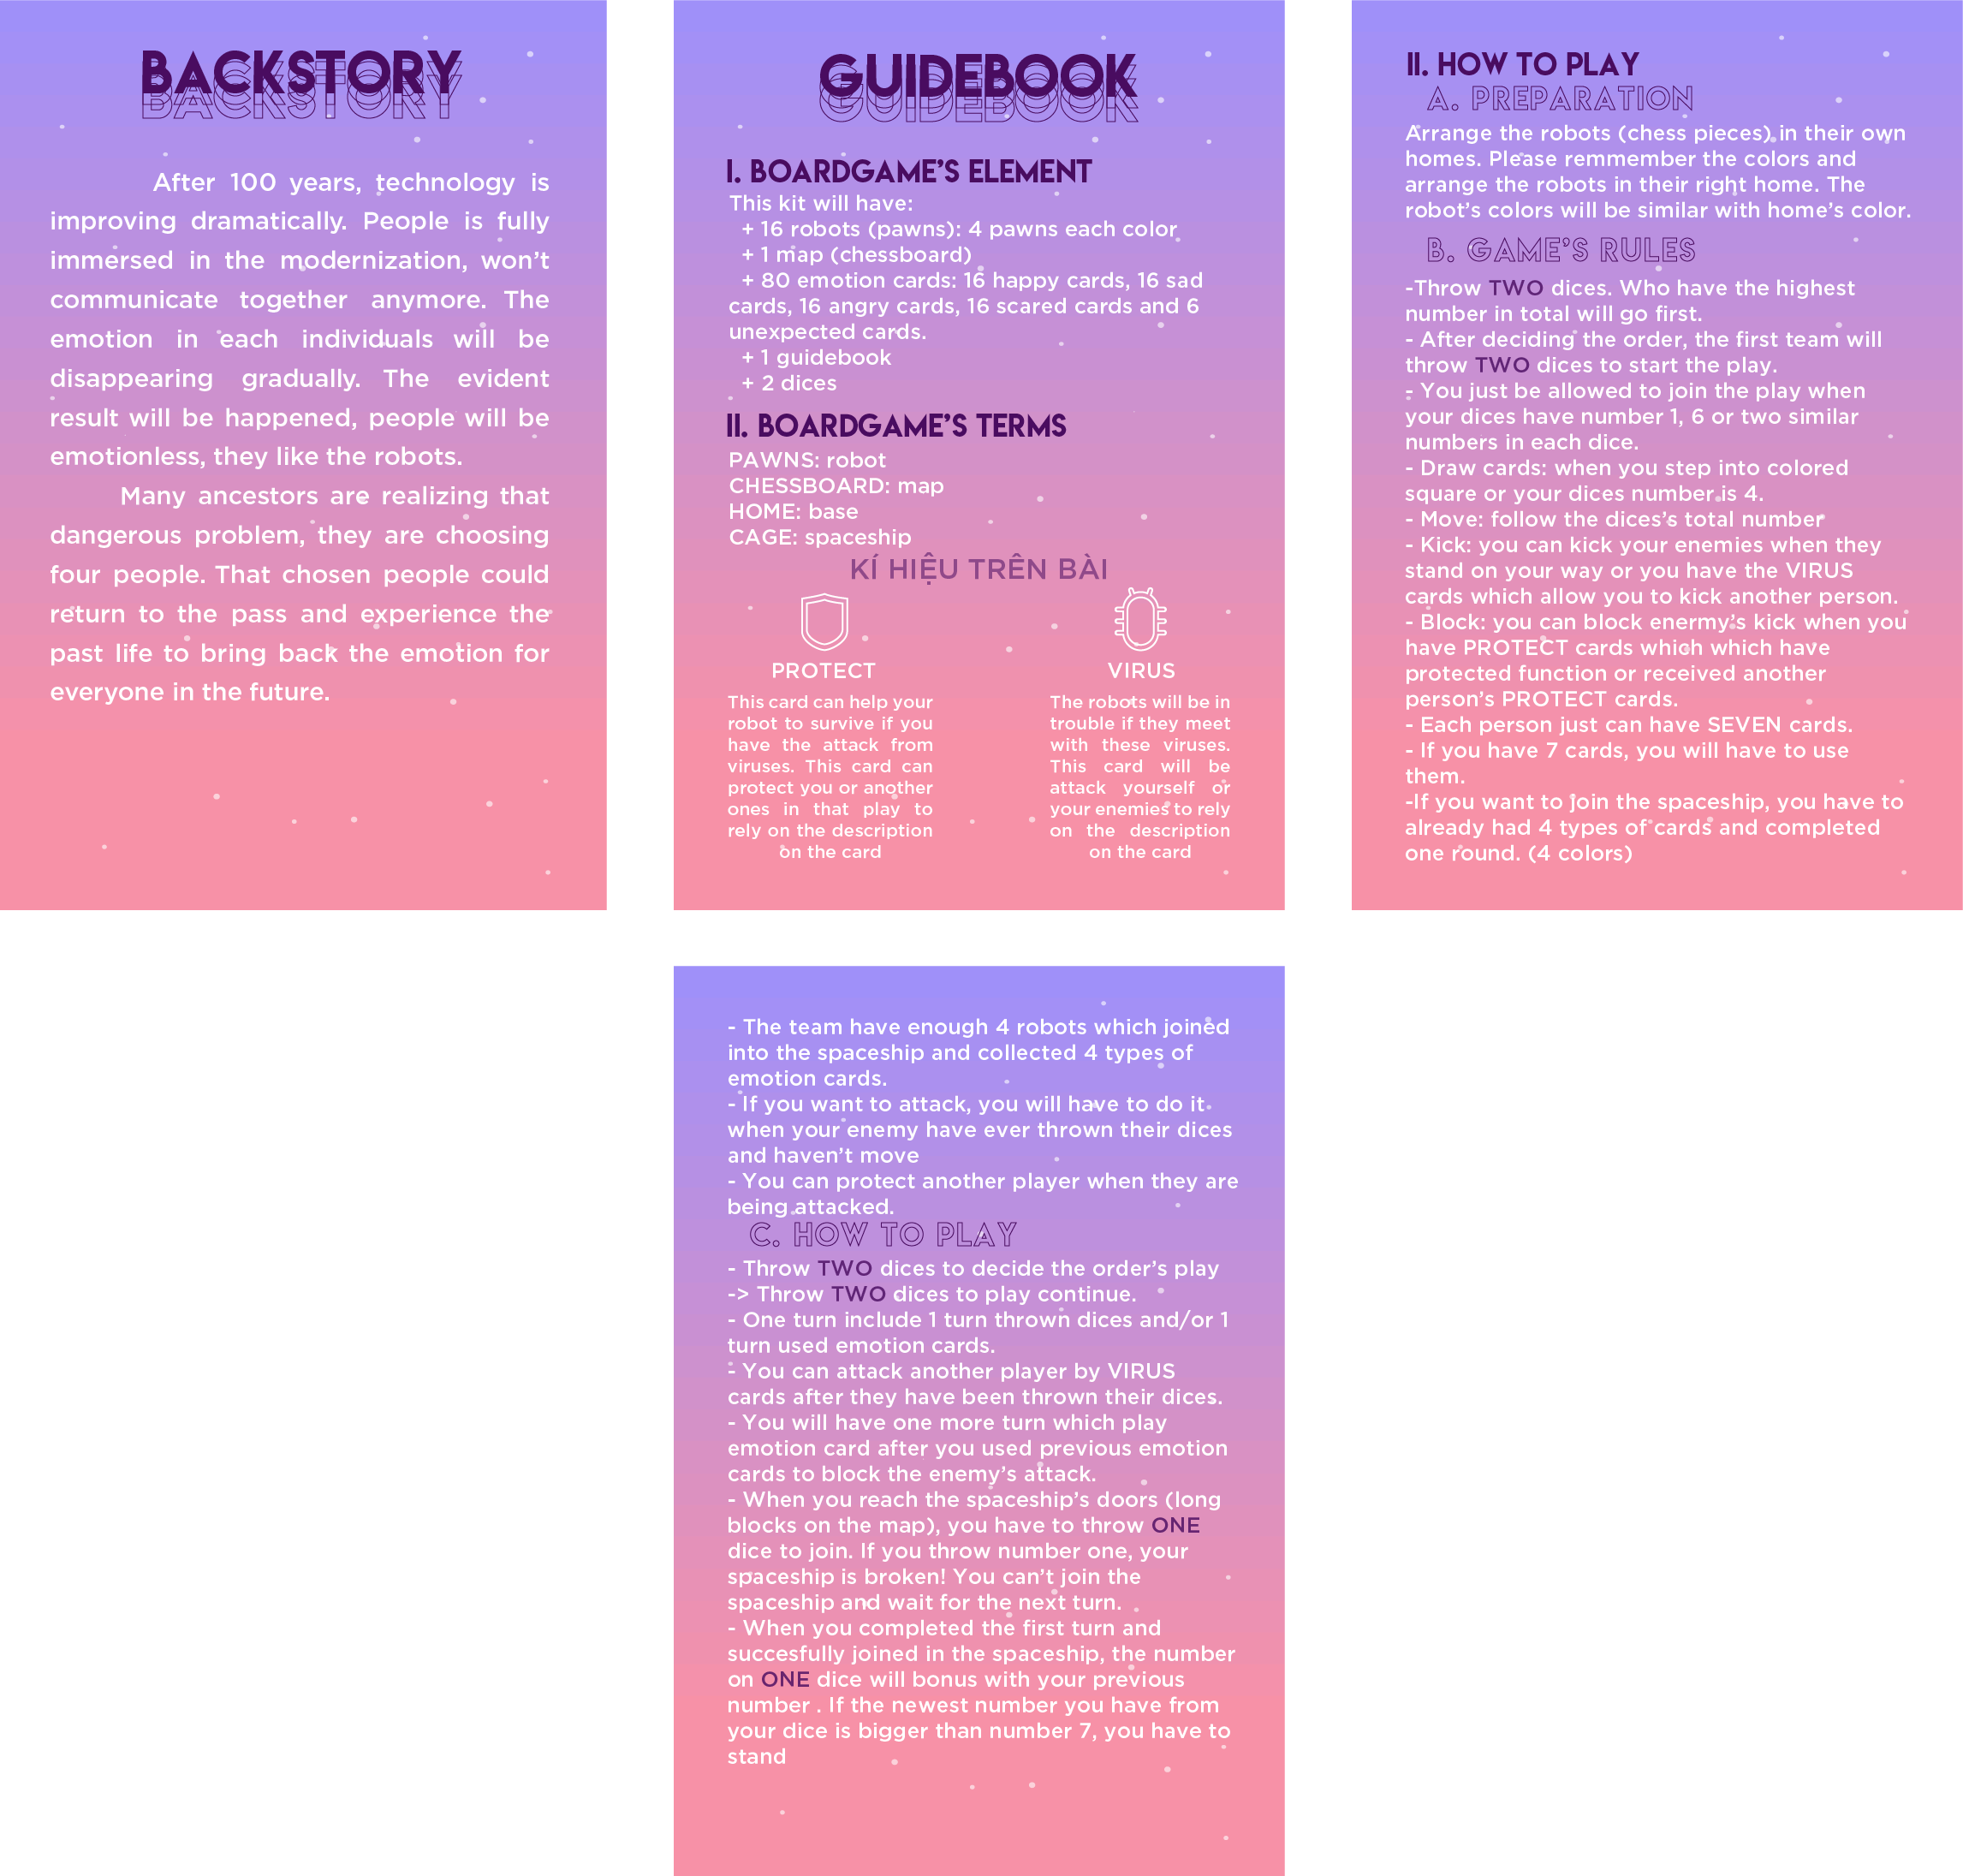 BACKSTORY
After 100 years, technology is
improving dramatically. People is fully
immersed in the modernization, won't
communicate together anymore. The
emotion in each individuals will be
disappearing gradually. The evident
result will be happened, people will be
emotionless, they like the robots.
Many ancestors are realizing that
dangerous problem, they are choosing
four people. That chosen people could
return to the pass and experience the
past life to bring back the emotion for
everyone in the future.
GUIDEBOOK
I. BOARDGAME'S ELEMENT
This kit will have:
+ 16 robots (pawns): 4 pawns each color
+ 1 map (chessboard)
+ 80 emotion cards: 16 happy cards, 16 sad
cards, 16 angry cards, 16 scared cards and 6
unexpected cards.
+ 1 guidebook
+ 2 dices
II. BOARDGAME'S TERMS
PAWNS: robot
CHESSBOARD: map
HOME: base
CAGE: spaceship
KÍ HIỆU TRÊN BÀI
PROTECT
This card can help your
robot to survive if you
have the attack from
viruses. This card can
protect you or another
ones in that play to
rely on the description
on the card
VIRUS
The robots will be in
trouble if they meet
with these viruses.
This card will be
attack yourself or
your enemies to rely
on the description
on the card
II. HOW TO PLAY
A. PREPARATION
Arrange the robots (chess pieces) in their own
homes. Please remmember the colors and
arrange the robots in their right home. The
robot's colors will be similar with home's color.
B. GAME'S RULES
-Throw TWO dices. Who have the highest
number in total will go first.
- After deciding the order, the first team will
throw TWO dices to start the play.
- You just be allowed to join the play when
your dices have number 1, 6 or two similar
numbers in each dice.
- Draw cards: when you step into colored
square or your dices number is 4.
- Move: follow the dices's total number
- Kick: you can kick your enemies when they
stand on your way or you have the VIRUS
cards which allow you to kick another person.
- Block: you can block enermy's kick when you
have PROTECT cards which which have
protected function or received another
person's PROTECT cards.
- Each person just can have SEVEN cards.
- If you have 7 cards, you will have to use
them.
-If you want to join the spaceship, you have to
already had 4 types of cards and completed
one round. (4 colors)
- The team have enough 4 robots which joined
into the spaceship and collected 4 types of
emotion cards.
- If you want to attack, you will have to do it
when your enemy have ever thrown their dices
and haven't move
- You can protect another player when they are
being attacked.
C. HOW TO PLAY
- Throw TWO dices to decide the order's play
-> Throw TWO dices to play continue.
- One turn include 1 turn thrown dices and/or 1
turn used emotion cards.
- You can attack another player by VIRUS
cards after they have been thrown their dices.
- You will have one more turn which play
emotion card after you used previous emotion
cards to block the enemy's attack.
- When you reach the spaceship's doors (long
blocks on the map), you have to throw ONE
dice to join. If you throw number one, your
spaceship is broken! You can't join the
spaceship and wait for the next turn.
- When you completed the first turn and
succesfully joined in the spaceship, the number
on ONE dice will bonus with your previous
number . If the newest number you have from
your dice is bigger than number 7, you have to
stand